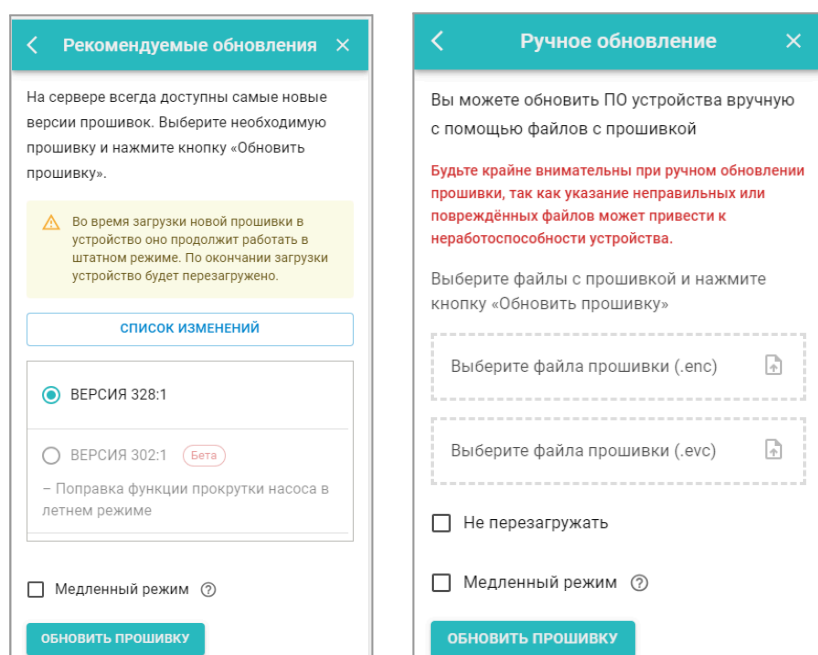 Рекомендуемые обновления
На сервере всегда доступны самые новые
версии прошивок. Выберите необходимую
прошивку и нажмите кнопку «Обновить
прошивку».
Во время загрузки новой прошивки в
устройство оно продолжит работать в
штатном режиме. По окончании загрузки
устройство будет перезагружено.
СПИСОК ИЗМЕНЕНИЙ
ВЕРСИЯ 328:1
ВЕРСИЯ 302:1 Бета
– Поправка функции прокрутки насоса в
летнем режиме
Медленный режим
ОБНОВИТЬ ПРОШИВКУ
Ручное обновление
Вы можете обновить ПО устройства вручную
с помощью файлов с прошивкой
Будьте крайне внимательны при ручном обновлении
прошивки, так как указание неправильных или
повреждённых файлов может привести к
неработоспособности устройства.
Выберите файлы с прошивкой и нажмите
кнопку «Обновить прошивку»
Выберите файла прошивки (.enc)
Выберите файла прошивки (.evc)
Не перезагружать
Медленный режим
ОБНОВИТЬ ПРОШИВКУ